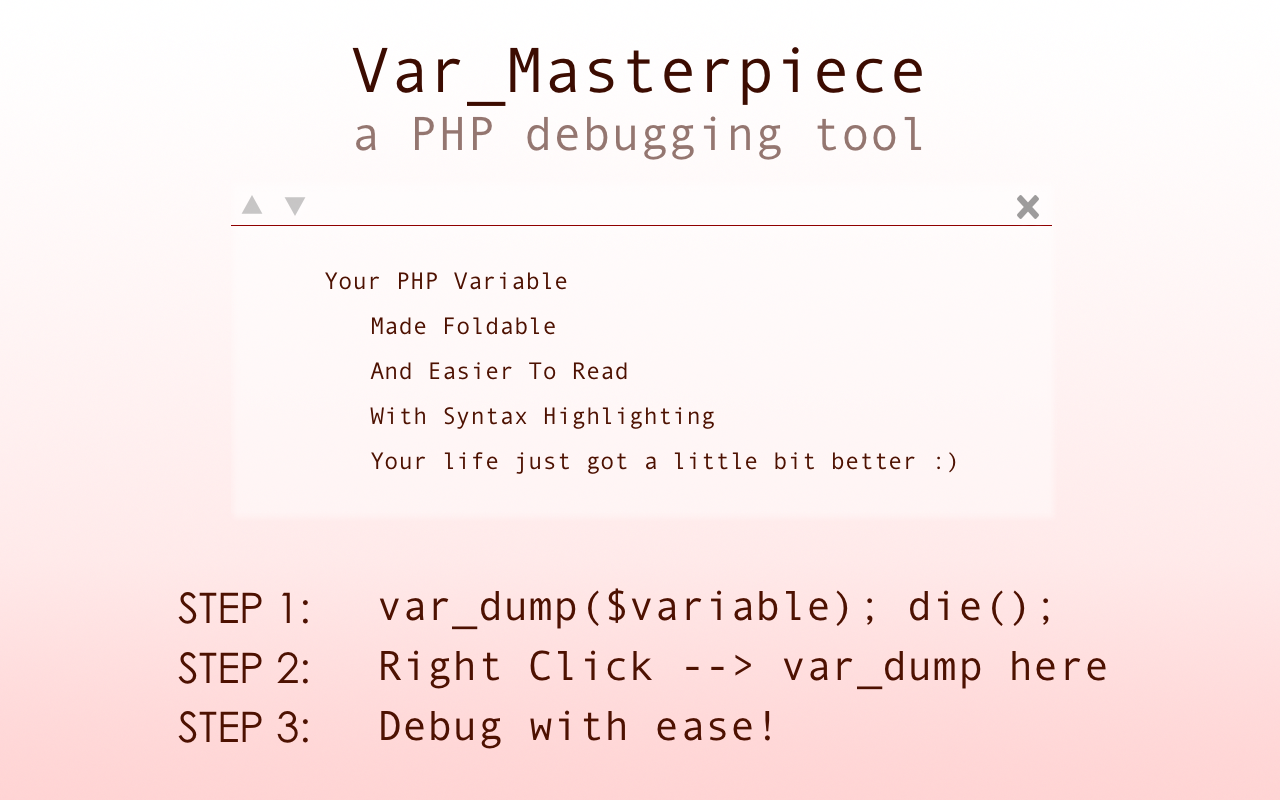 Var_Masterpiece
a PHP debugging tool
Your PHP Variable
Made Foldable
And Easier To Read
With Syntax Highlighting
Your life just got a little bit better :)
STEP 1: var_dump($variable); die();
STEP 2: Right Click --> var_dump here
STEP 3: Debug with ease!